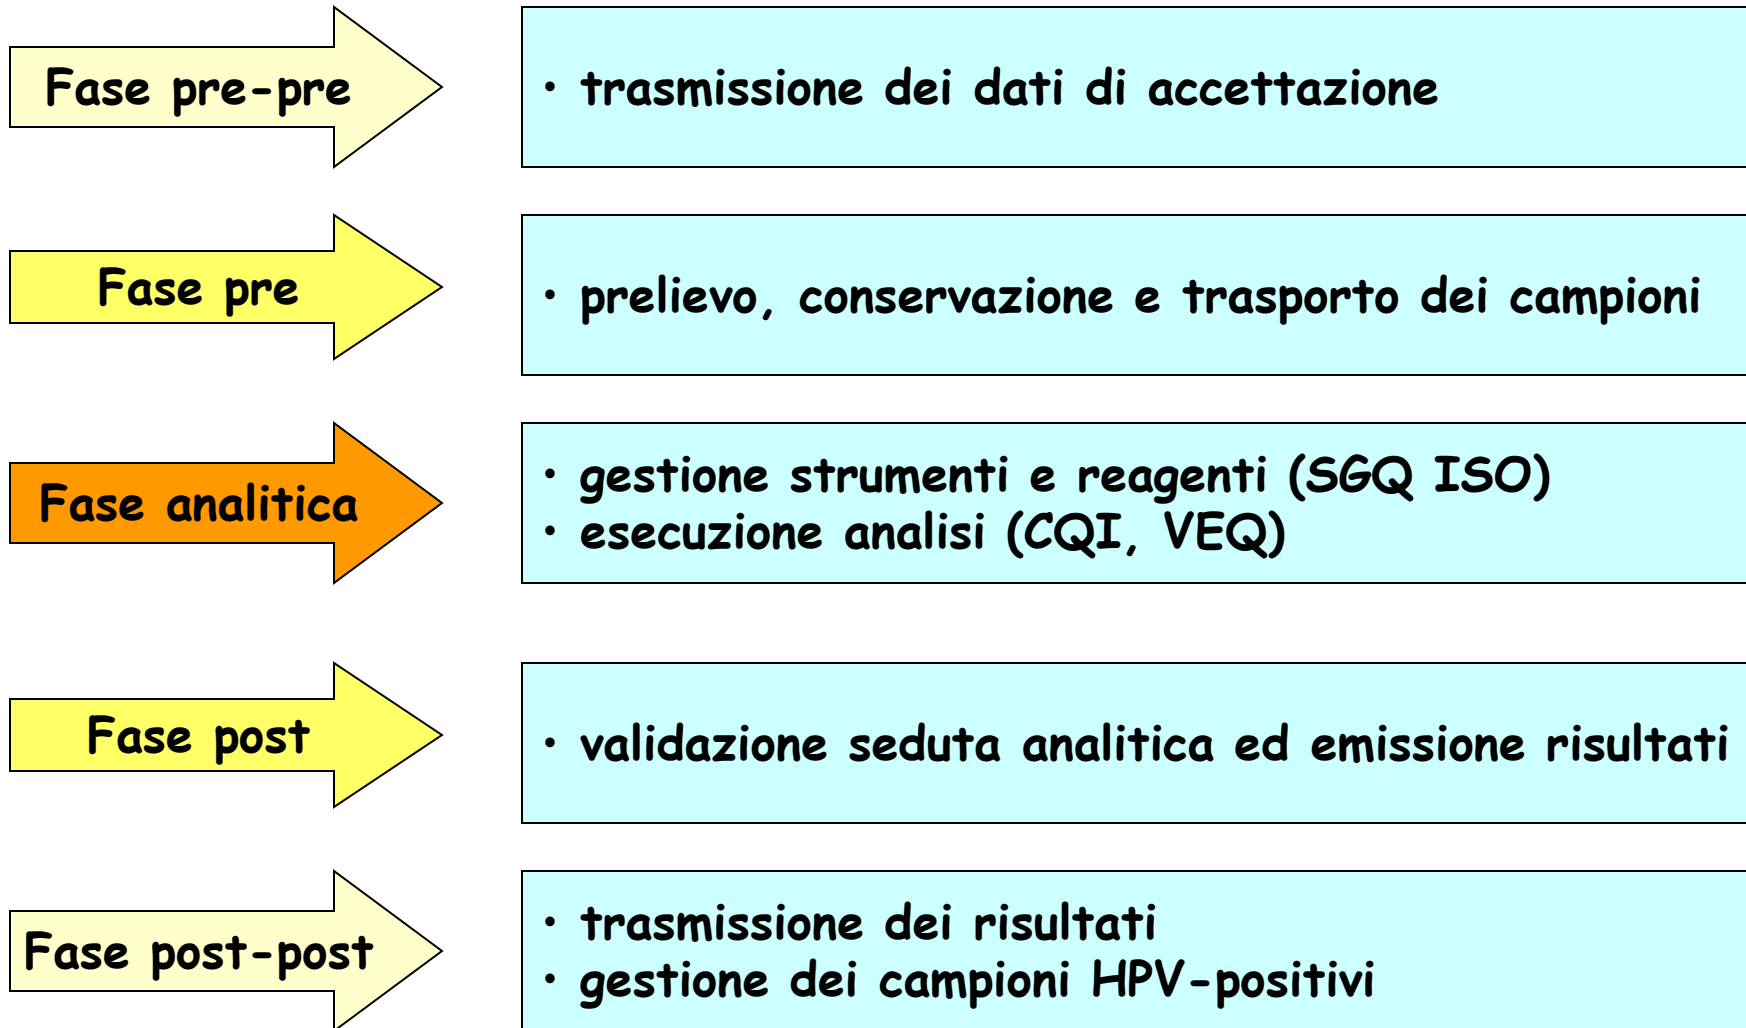 Fase pre-pre
• trasmissione dei dati di accettazione
Fase pre
• prelievo, conservazione e trasporto dei campioni
Fase analitica
• gestione strumenti e reagenti (SGQ ISO)
• esecuzione analisi (CQI, VEQ)
Fase post
• validazione seduta analitica ed emissione risultati
Fase post-post
• trasmissione dei risultati
• gestione dei campioni HPV-positivi